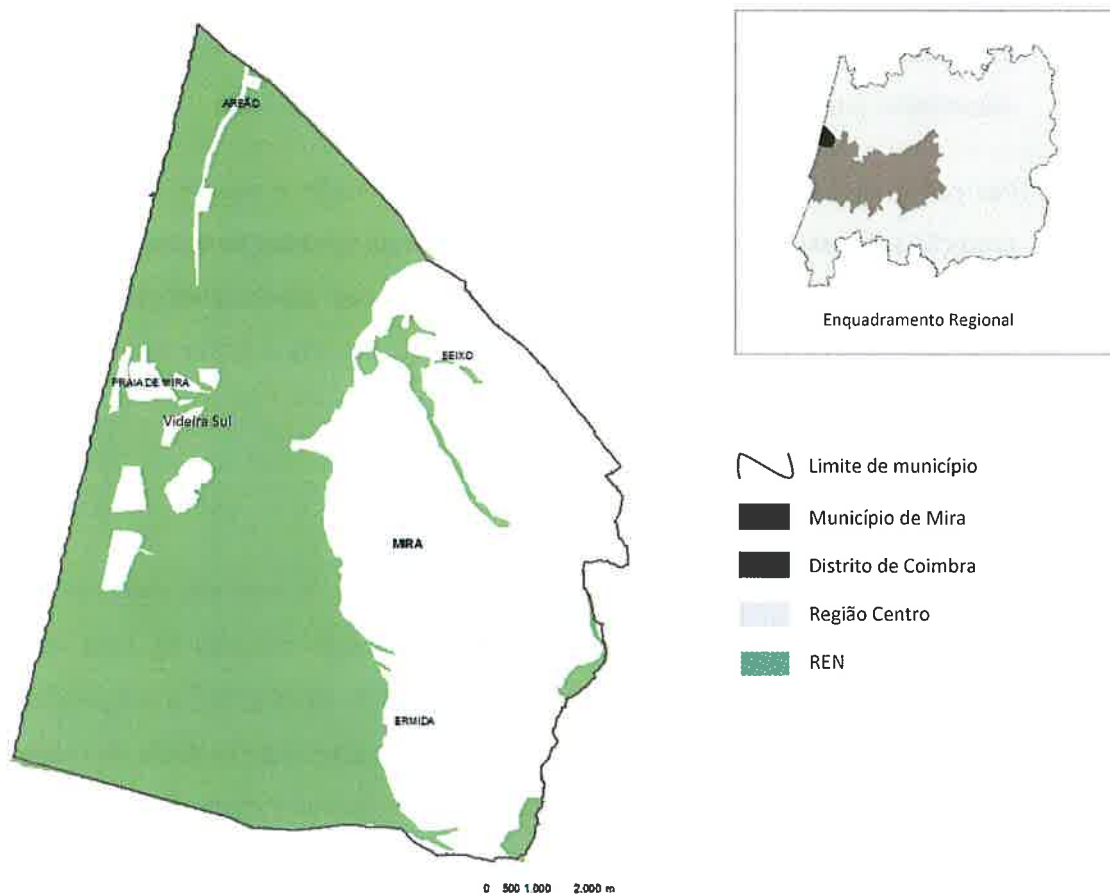 AREÃO
PRAIA DE MIRA
Videira Sul
SEIXO
MIRA
ERMIDA
0 500 1.000 2.000 m
Enquadramento Regional
Limite de município
Município de Mira
Distrito de Coimbra
Região Centro
REN